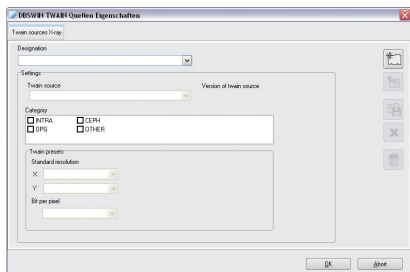 DBSWIN TWAIN Quellen Eigenschaften
Twain sources X-ray
Designation
Settings
Twain source
Version of twain source
Category
INTRA
CEPH
OPG
OTHER
Twain presets
Standard resolution
X
Y
Bit per pixel
OK
Abort